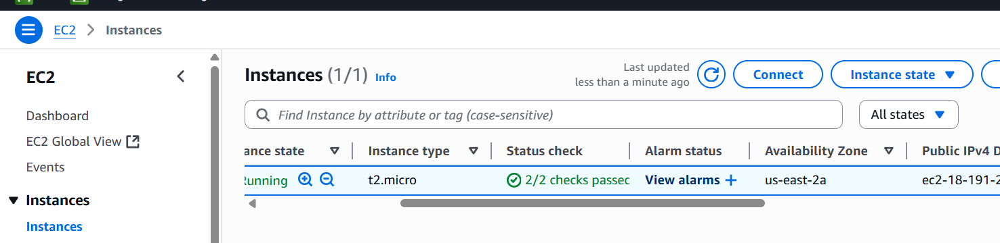 EC2 Instances
EC2
Dashboard
EC2 Global View
Events
Instances
Instances
Instances (1/1) Info
Last updated
less than a minute ago
Connect
Instance state
Find Instance by attribute or tag (case-sensitive)
All states
ance state Instance type Status check Alarm status Availability Zone Public IPv4 D
Running t2.micro 2/2 checks passec View alarms us-east-2a ec2-18-191-2